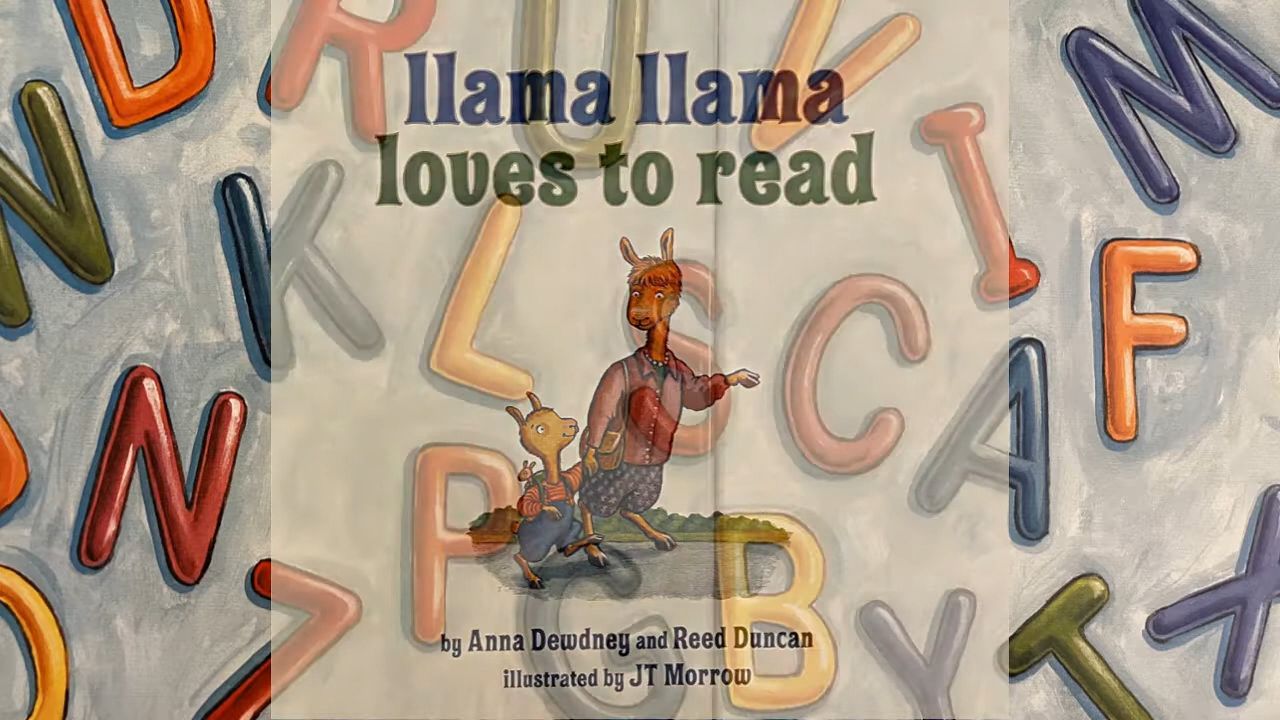 llama llama
loves to read
by Anna Dewdney and Reed Duncan
illustrated by JT Morrow
D
R
U
V
M
N
K
I
L
S
C
F
A
N
P
B
G
Y
X
Z
T